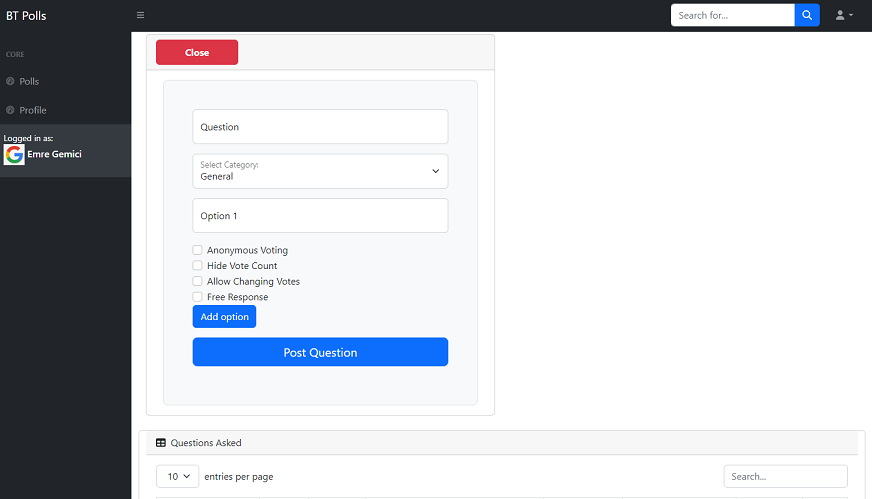 BT Polls
Search for...
CORE
Polls
Profile
Logged in as:
Emre Gemici
Close
Question
Select Category:
General
Option 1
Anonymous Voting
Hide Vote Count
Allow Changing Votes
Free Response
Add option
Post Question
Questions Asked
10 entries per page
Search...